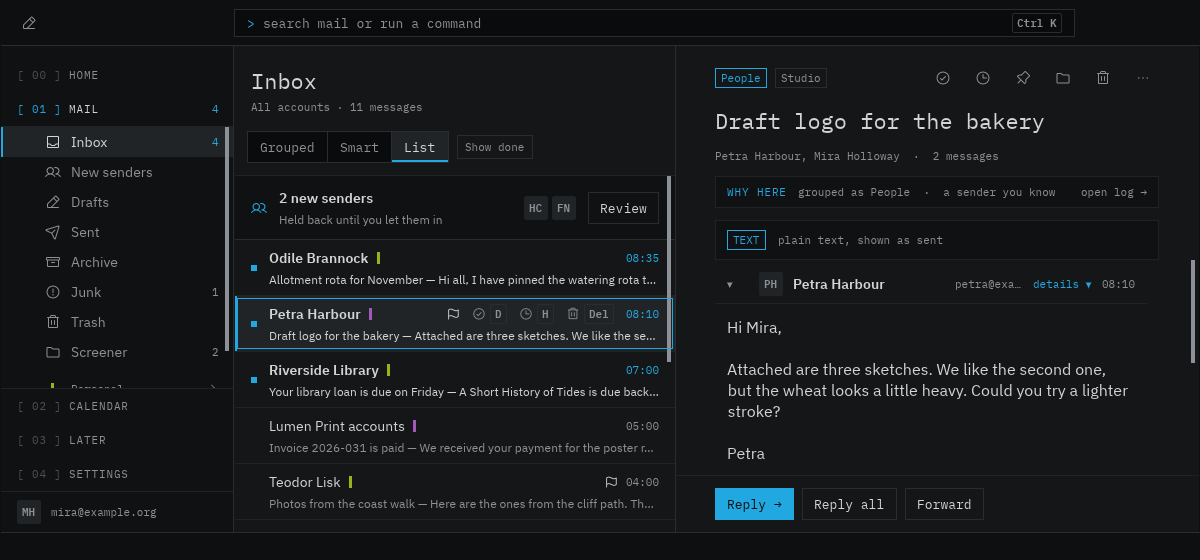 > search mail or run a command
Ctrl K
[ 00 ] HOME
[ 01 ] MAIL 4
Inbox 4
New senders
Drafts
Sent
Archive
Junk 1
Trash
Screener 2
[ 02 ] CALENDAR
[ 03 ] LATER
[ 04 ] SETTINGS
MH mira@example.org
Inbox
All accounts · 11 messages
Grouped Smart List Show done
2 new senders
Held back until you let them in
HC FN Review
Odile Brannock 08:35
Allotment rota for November — Hi all, I have pinned the watering rota t…
Petra Harbour D H Del 08:10
Draft logo for the bakery — Attached are three sketches. We like the se…
Riverside Library 07:00
Your library loan is due on Friday — A Short History of Tides is due back…
Lumen Print accounts 05:00
Invoice 2026-031 is paid — We received your payment for the poster r…
Teodor Lisk 04:00
Photos from the coast walk — Here are the ones from the cliff path. Th…
People Studio
Draft logo for the bakery
Petra Harbour, Mira Holloway · 2 messages
WHY HERE grouped as People · a sender you know open log →
TEXT plain text, shown as sent
▾ PH Petra Harbour petra@exa… details ▾ 08:10
Hi Mira,
Attached are three sketches. We like the second one,
but the wheat looks a little heavy. Could you try a lighter
stroke?
Petra
Reply → Reply all Forward